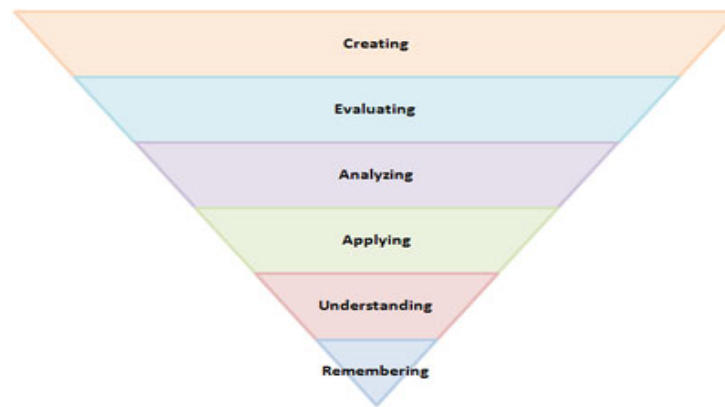 Creating
Evaluating
Analyzing
Applying
Understanding
Remembering